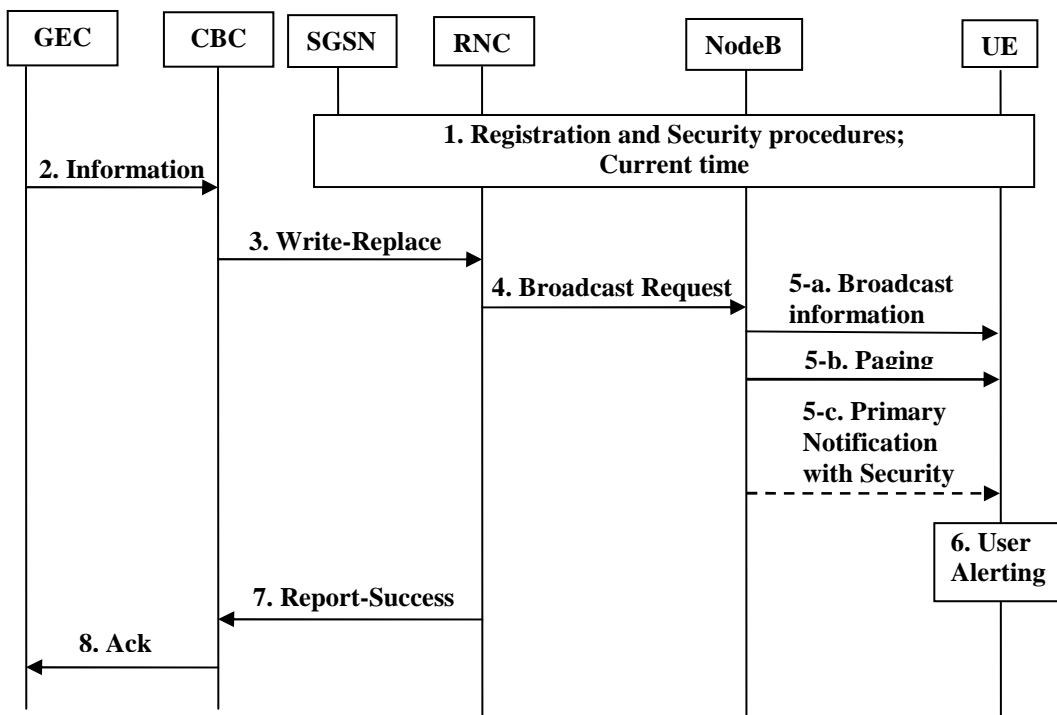 GEC
CBC
SGSN
RNC
NodeB
UE
1. Registration and Security procedures;
Current time
2. Information
3. Write-Replace
4. Broadcast Request
5-a. Broadcast
information
5-b. Paging
5-c. Primary
Notification
with Security
6. User
Alerting
7. Report-Success
8. Ack